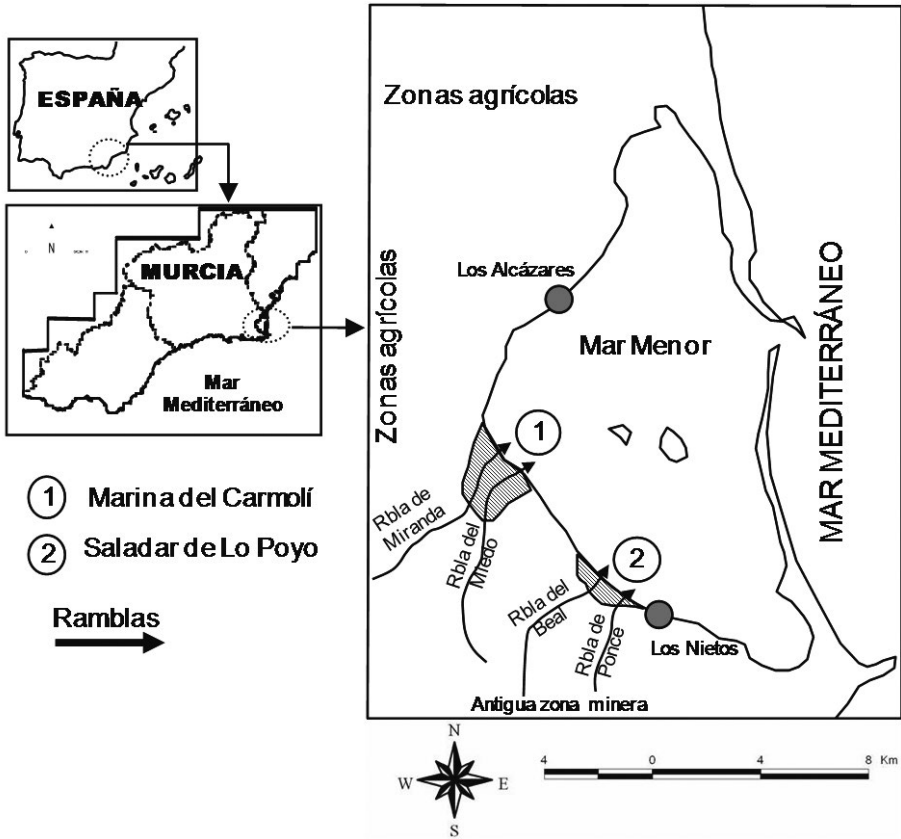 ESPAÑA
N
MURCIA
Mar
Mediterráneo
1 Marina del Carmolí
2 Saladar de Lo Poyo
Ramblas
Zonas agrícolas
Zonas agrícolas
Los Alcázares
Mar Menor
MAR MEDITERRÁNEO
1
Rbla de
Miranda
Rbla del
Miedo
2
Rbla del
Beal
Rbla de
Ponce
Los Nietos
Antigua zona minera
N
W E
S
4 0 4 8 Km